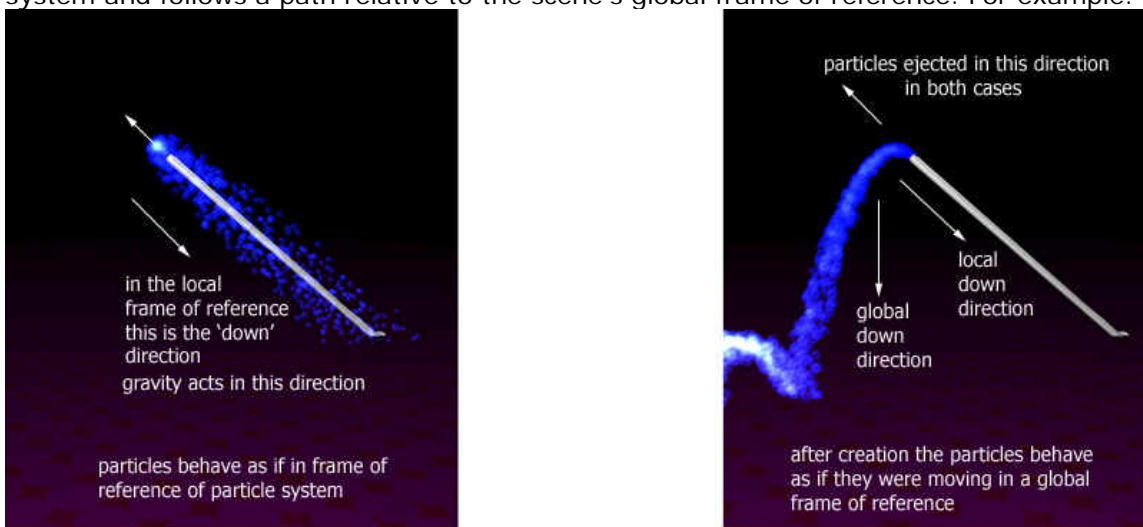 system and follows a path relative to the scene's global frame of reference. For example:
in the local
frame of reference
this is the 'down'
direction
gravity acts in this direction
particles behave as if in frame of
reference of particle system
particles ejected in this direction
in both cases
local
down
direction
global
down
direction
after creation the particles behave
as if they were moving in a global
frame of reference